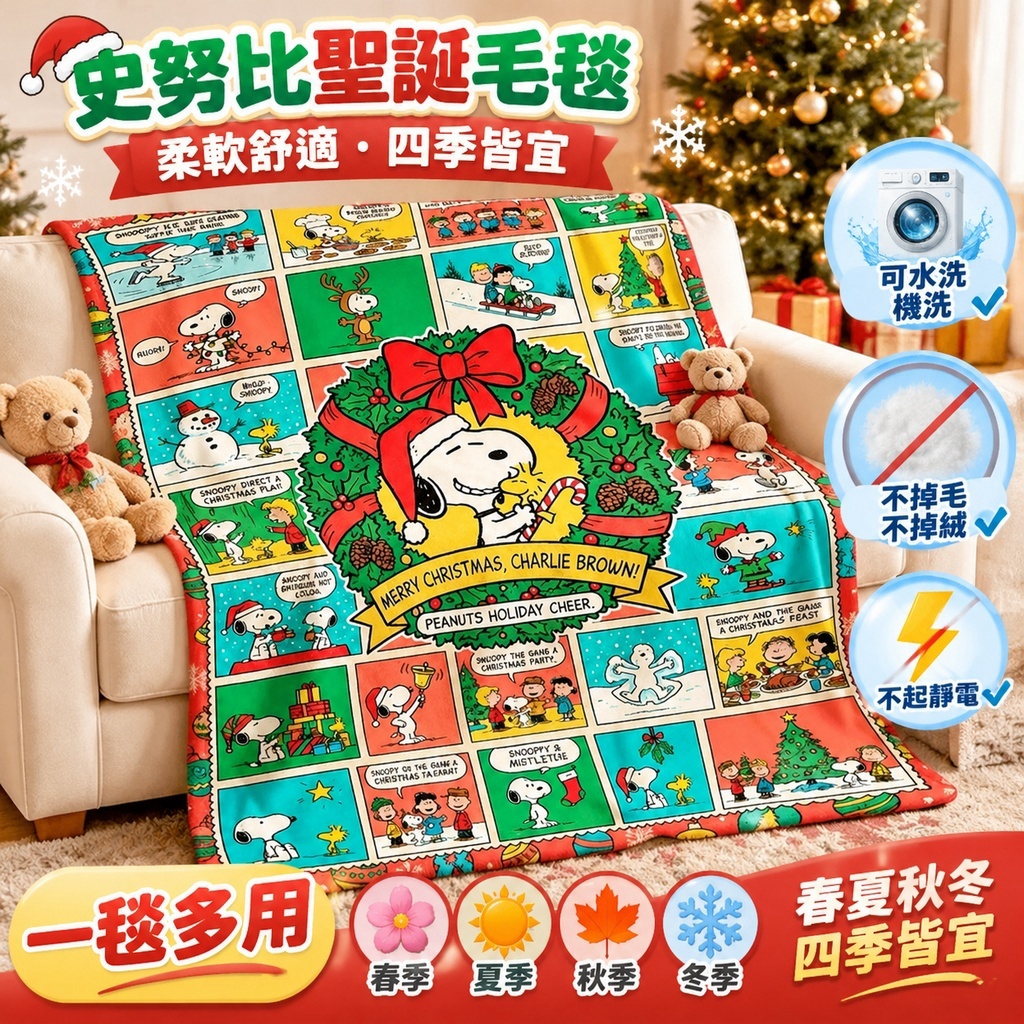 史努比聖誕毛毯
柔軟舒適・四季皆宜
可水洗
機洗
不掉毛
不掉絨
不起靜電
SNOOPY DIRECT A
CHRISTMAS PLAY
MERRY CHRISTMAS, CHARLIE BROWN!
PEANUTS HOLIDAY CHEER.
SNOOPY AND THE GANG
A CHRISTMAS FEAST
SNOOPY THE GANG A
CHRISTMAS PARTY.
SNOOPY &
MISTLETOE
一毯多用
春季
夏季
秋季
冬季
春夏秋冬
四季皆宜